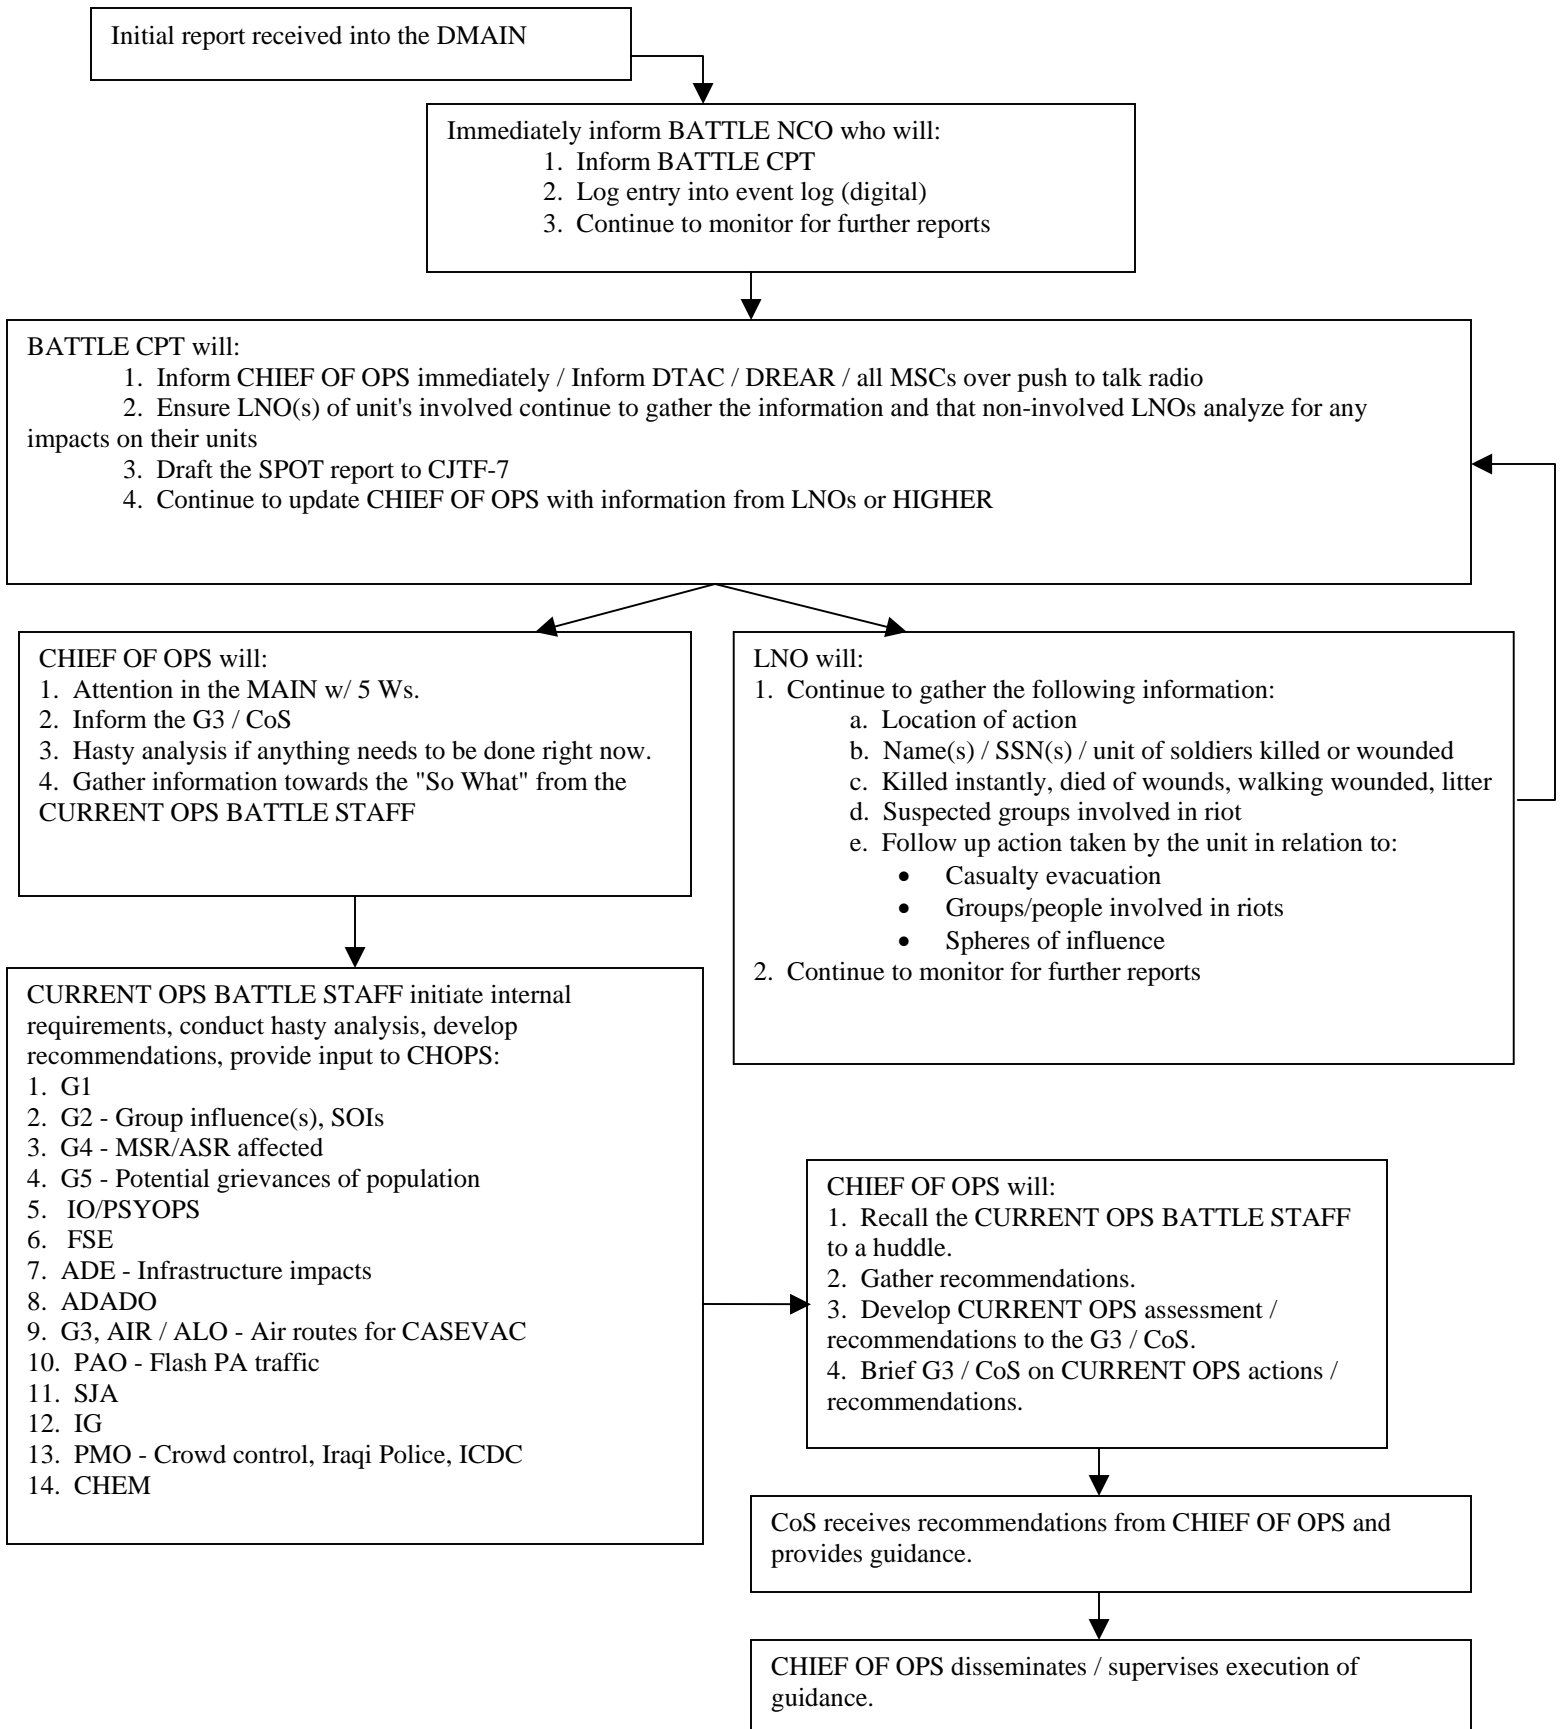 Initial report received into the DMAIN
Immediately inform BATTLE NCO who will:
1. Inform BATTLE CPT
2. Log entry into event log (digital)
3. Continue to monitor for further reports
BATTLE CPT will:
1. Inform CHIEF OF OPS immediately / Inform DTAC / DREAR / all MSCs over push to talk radio
2. Ensure LNO(s) of unit's involved continue to gather the information and that non-involved LNOs analyze for any
impacts on their units
3. Draft the SPOT report to CJTF-7
4. Continue to update CHIEF OF OPS with information from LNOs or HIGHER
CHIEF OF OPS will:
1. Attention in the MAIN w/ 5 Ws.
2. Inform the G3 / CoS
3. Hasty analysis if anything needs to be done right now.
4. Gather information towards the "So What" from the
CURRENT OPS BATTLE STAFF
LNO will:
1. Continue to gather the following information:
a. Location of action
b. Name(s) / SSN(s) / unit of soldiers killed or wounded
c. Killed instantly, died of wounds, walking wounded, litter
d. Suspected groups involved in riot
e. Follow up action taken by the unit in relation to:
• Casualty evacuation
• Groups/people involved in riots
• Spheres of influence
2. Continue to monitor for further reports
CURRENT OPS BATTLE STAFF initiate internal
requirements, conduct hasty analysis, develop
recommendations, provide input to CHOPS:
1. G1
2. G2 - Group influence(s), SOIs
3. G4 - MSR/ASR affected
4. G5 - Potential grievances of population
5. IO/PSYOPS
6. FSE
7. ADE - Infrastructure impacts
8. ADADO
9. G3, AIR / ALO - Air routes for CASEVAC
10. PAO - Flash PA traffic
11. SJA
12. IG
13. PMO - Crowd control, Iraqi Police, ICDC
14. CHEM
CHIEF OF OPS will:
1. Recall the CURRENT OPS BATTLE STAFF
to a huddle.
2. Gather recommendations.
3. Develop CURRENT OPS assessment /
recommendations to the G3 / CoS.
4. Brief G3 / CoS on CURRENT OPS actions /
recommendations.
CoS receives recommendations from CHIEF OF OPS and
provides guidance.
CHIEF OF OPS disseminates / supervises execution of
guidance.